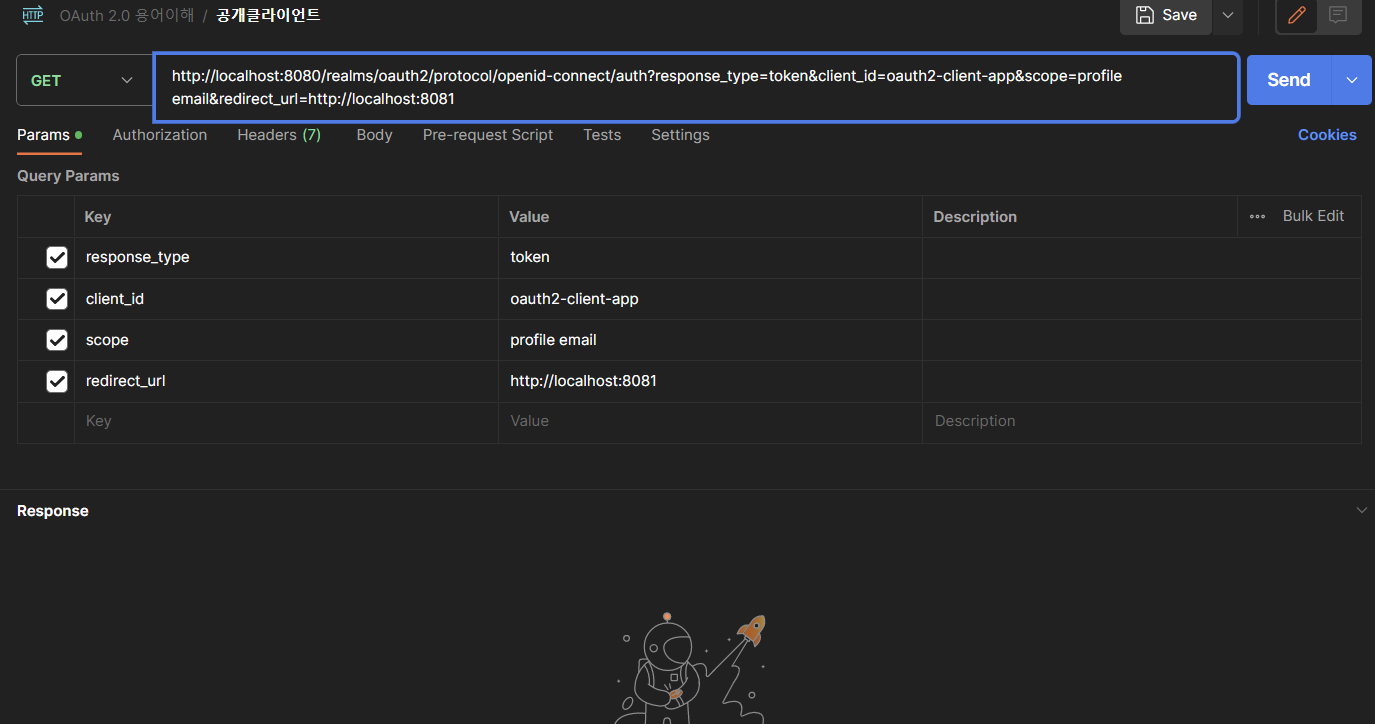 HTTP OAuth 2.0 용어이해 / 공개클라이언트 Save
GET http://localhost:8080/realms/oauth2/protocol/openid-connect/auth?response_type=token&client_id=oauth2-client-app&scope=profile
email&redirect_url=http://localhost:8081
Send
Params Authorization Headers (7) Body Pre-request Script Tests Settings Cookies
Query Params
Key Value Description Bulk Edit
response_type token
client_id oauth2-client-app
scope profile email
redirect_url http://localhost:8081
Key Value Description
Response